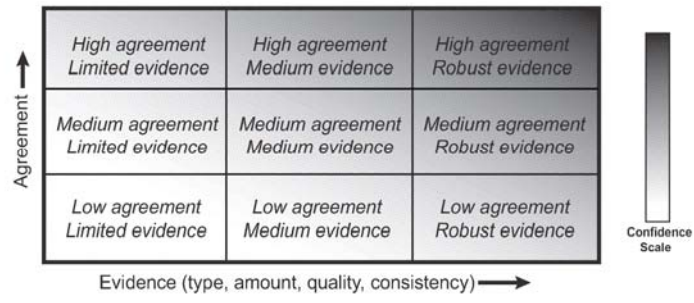 High agreement
Limited evidence
High agreement
Medium evidence
High agreement
Robust evidence
Medium agreement
Limited evidence
Medium agreement
Medium evidence
Medium agreement
Robust evidence
Low agreement
Limited evidence
Low agreement
Medium evidence
Low agreement
Robust evidence
Agreement
Evidence (type, amount, quality, consistency)
Confidence
Scale